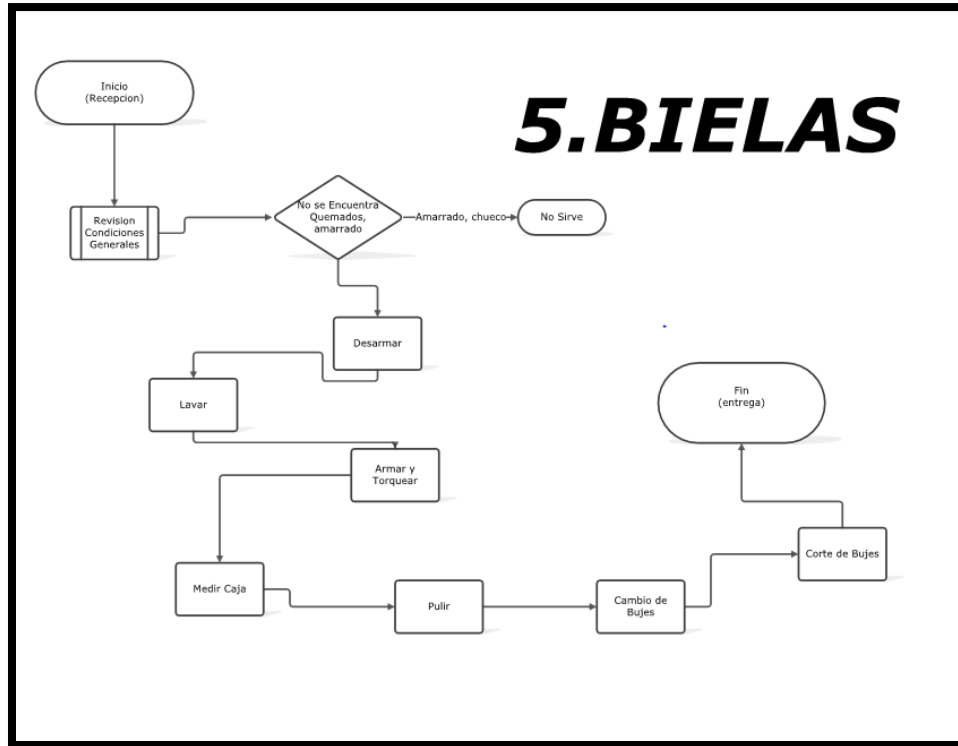 5.BIELAS
Inicio
(Recepcion)
Revision
Condiciones
Generales
No se Encuentra
Quemados,
amarrado
Amarrado, chueco
No Sirve
Desarmar
Lavar
Armar y
Torquear
Medir Caja
Pulir
Cambio de
Bujes
Corte de Bujes
Fin
(entrega)